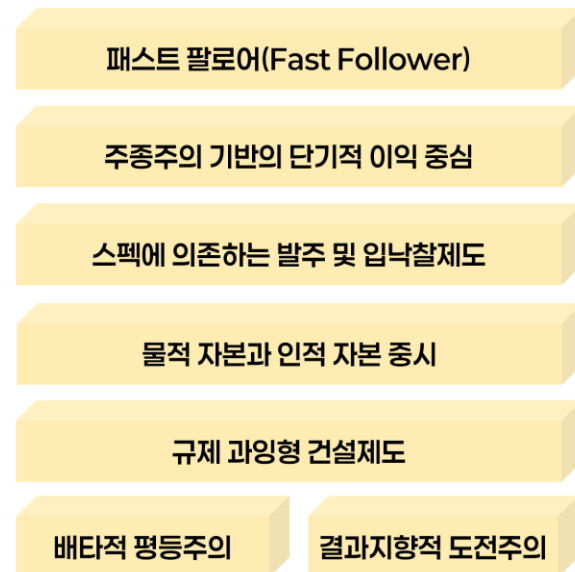 패스트 팔로어(Fast Follower)
주종주의 기반의 단기적 이익 중심
스펙에 의존하는 발주 및 입낙찰제도
물적 자본과 인적 자본 중시
규제 과잉형 건설제도
배타적 평등주의
결과지향적 도전주의